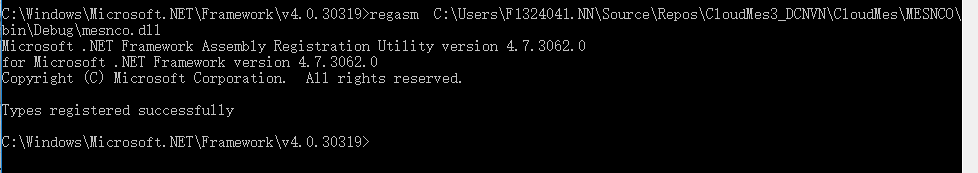 C:\Windows\Microsoft.NET\Framework\v4.0.30319>regasm  C:\Users\F1324041.NN\Source\Repos\CloudMes3_DCNVN\CloudMes\MESNCO\
bin\Debug\mesnco.dll
Microsoft .NET Framework Assembly Registration Utility version 4.7.3062.0
for Microsoft .NET Framework version 4.7.3062.0
Copyright (C) Microsoft Corporation.  All rights reserved.
Types registered successfully
C:\Windows\Microsoft.NET\Framework\v4.0.30319>